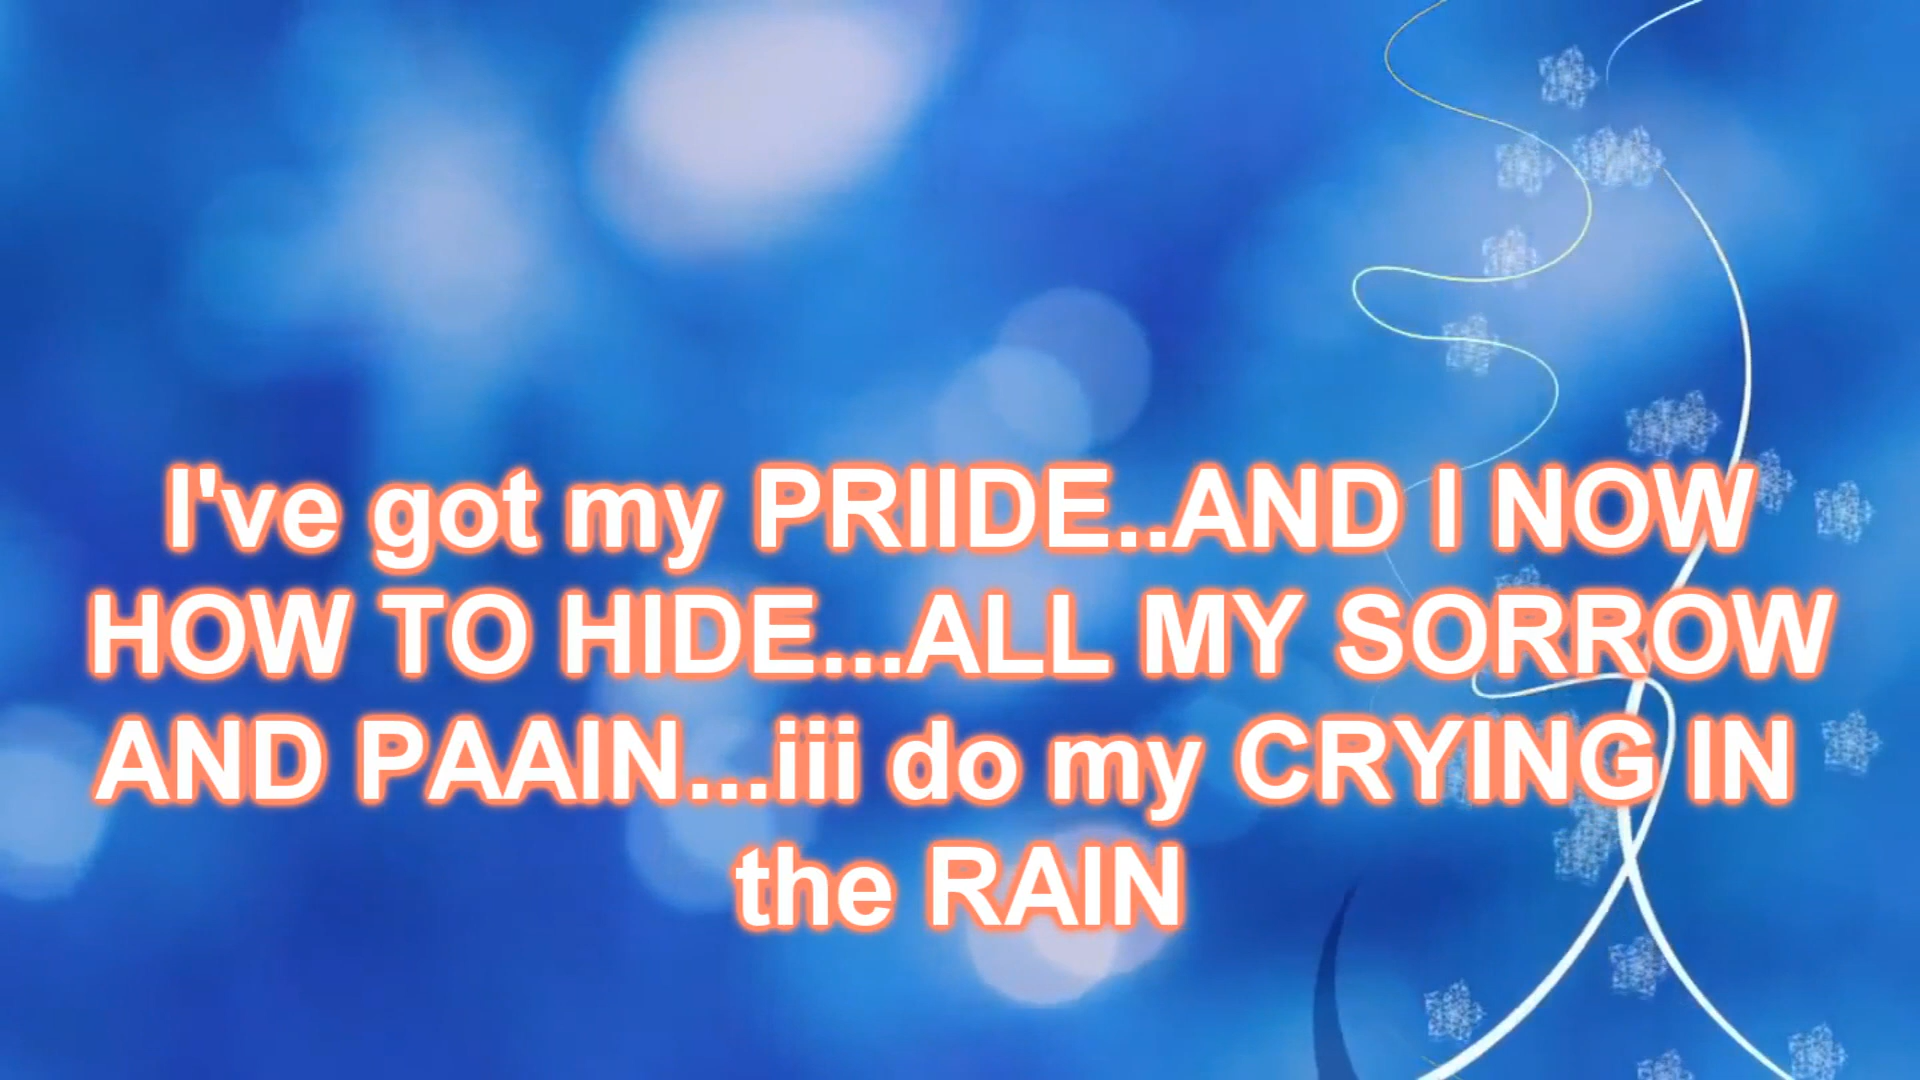 I've got my PRIIDE..AND I NOW
HOW TO HIDE...ALL MY SORROW
AND PAAIN...iii do my CRYING IN
the RAIN